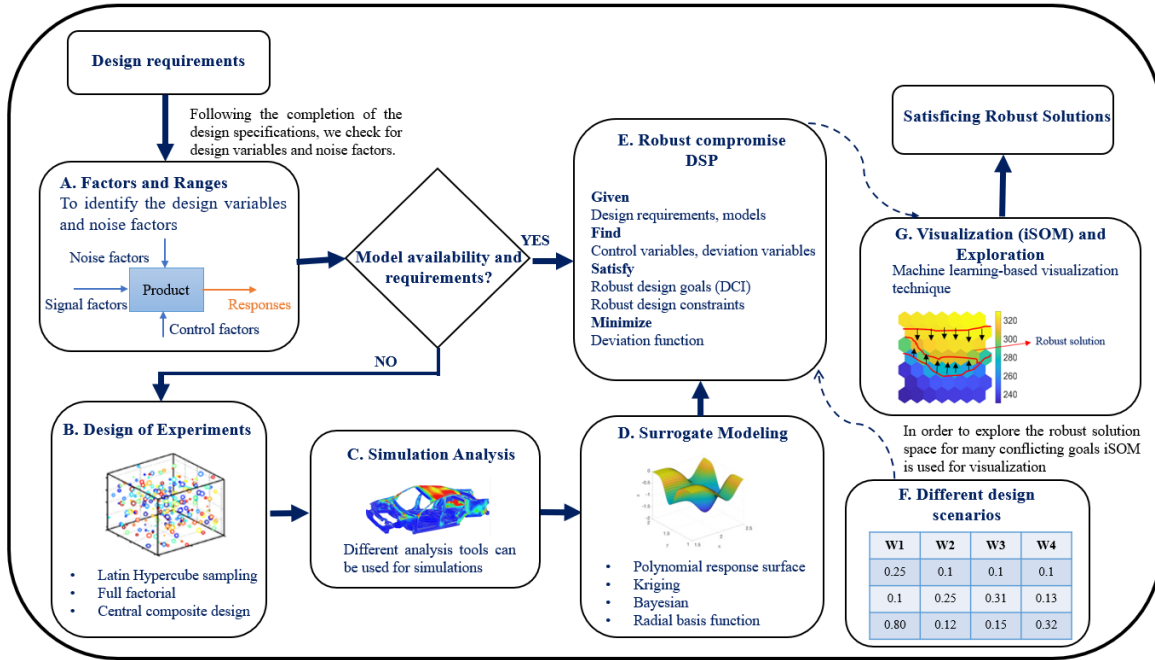 Design requirements
Following the completion of the
design specifications, we check for
design variables and noise factors.
A. Factors and Ranges
To identify the design variables
and noise factors
Noise factors
Product
Signal factors
Responses
Control factors
Model availability and
requirements?
YES
NO
B. Design of Experiments
• Latin Hypercube sampling
• Full factorial
• Central composite design
C. Simulation Analysis
Different analysis tools can
be used for simulations
D. Surrogate Modeling
• Polynomial response surface
• Kriging
• Bayesian
• Radial basis function
E. Robust compromise
DSP
Given
Design requirements, models
Find
Control variables, deviation variables
Satisfy
Robust design goals (DCI)
Robust design constraints
Minimize
Deviation function
Satisficing Robust Solutions
G. Visualization (iSOM) and
Exploration
Machine learning-based visualization
technique
320
300
280
260
240
Robust solution
In order to explore the robust solution
space for many conflicting goals iSOM
is used for visualization
F. Different design
scenarios
W1 W2 W3 W4
0.25 0.1 0.1 0.1
0.1 0.25 0.31 0.13
0.80 0.12 0.15 0.32